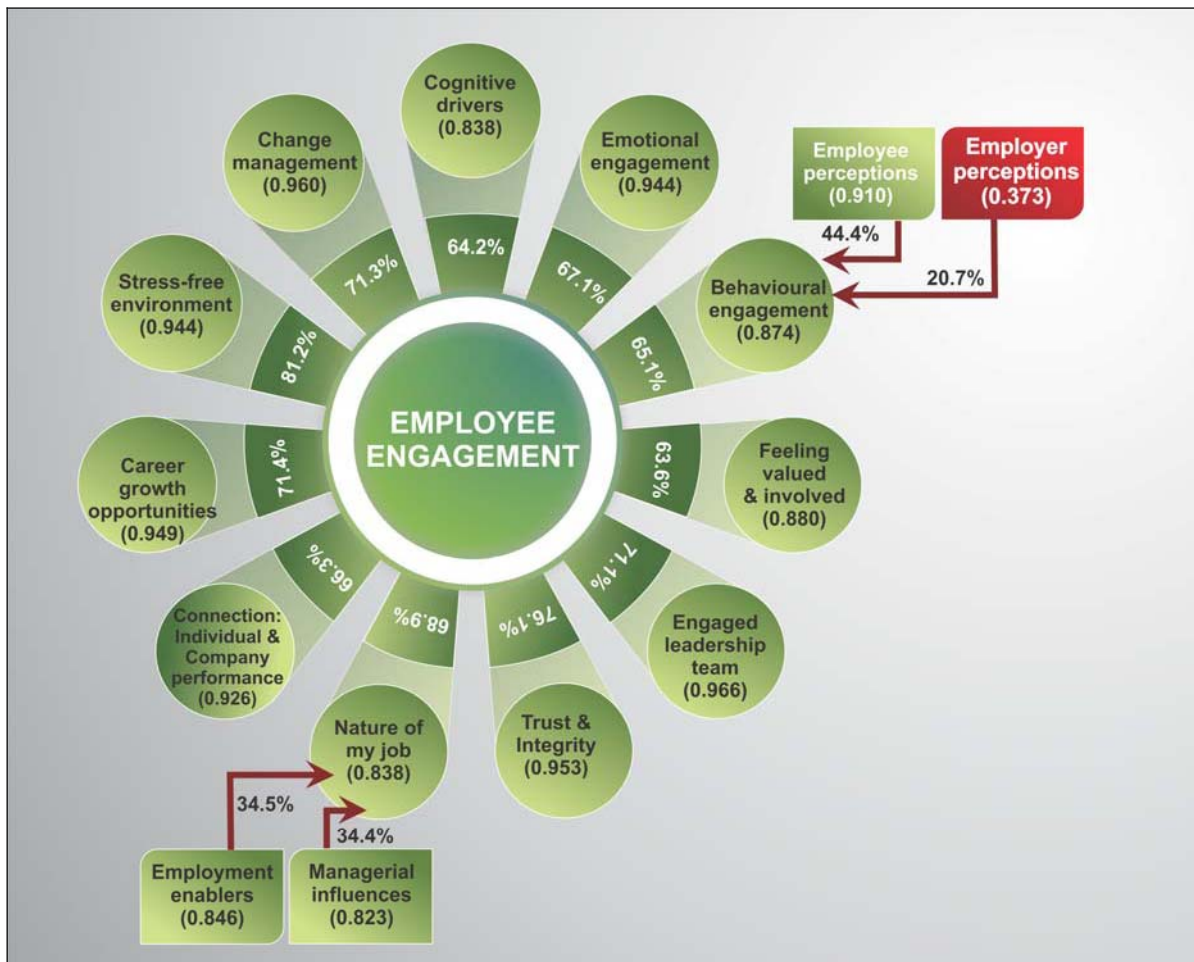 Cognitive
drivers
(0.838)
Emotional
engagement
(0.944)
Employee
perceptions
(0.910)
Employer
perceptions
(0.373)
44.4%
20.7%
Behavioural
engagement
(0.874)
Feeling
valued
& involved
(0.880)
Engaged
leadership
team
(0.966)
Trust &
Integrity
(0.953)
Nature of
my job
(0.838)
34.5%
34.4%
Employment
enablers
(0.846)
Managerial
influences
(0.823)
Connection:
Individual &
Company
performance
(0.926)
Career
growth
opportunities
(0.949)
Stress-free
environment
(0.944)
Change
management
(0.960)
64.2%
67.1%
65.1%
63.6%
71.1%
76.1%
68.9%
66.3%
71.4%
81.2%
71.3%
EMPLOYEE
ENGAGEMENT